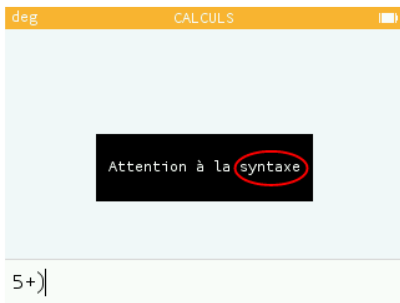 deg CALCULS
Attention à la syntaxe
5+)